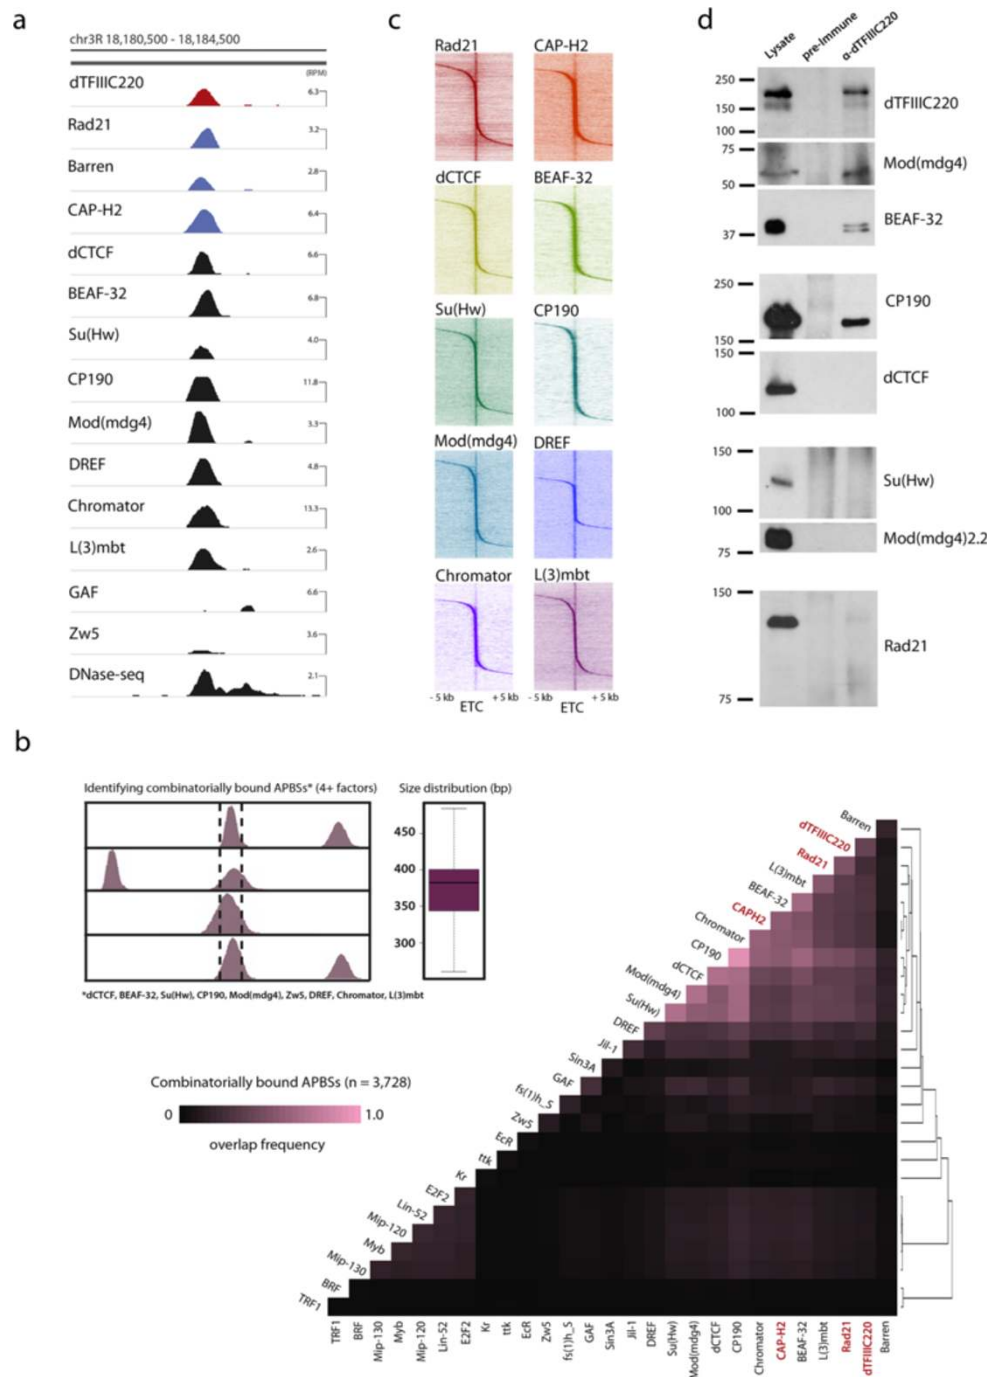 a
chr3R 18,180,500 - 18,184,500
(RPM)
dTFIIIC220
6.3
Rad21
3.2
Barren
2.8
CAP-H2
6.4
dCTCF
6.6
BEAF-32
6.8
Su(Hw)
4.0
CP190
11.8
Mod(mdg4)
3.3
DREF
4.8
Chromator
13.3
L(3)mbt
2.6
GAF
6.6
Zw5
3.6
DNase-seq
2.1
c
Rad21 CAP-H2
dCTCF BEAF-32
Su(Hw) CP190
Mod(mdg4) DREF
Chromator L(3)mbt
- 5 kb + 5 kb - 5 kb + 5 kb
ETC ETC
d
Lysate
pre-Immune
α-dTFIIIC220
250
150
100
dTFIIIC220
75
50
Mod(mdg4)
37
BEAF-32
250
150
CP190
150
100
dCTCF
150
100
Su(Hw)
75
Mod(mdg4)2.2
150
75
Rad21
b
Identifying combinatorially bound APBSs* (4+ factors)
Size distribution (bp)
450
400
350
300
*dCTCF, BEAF-32, Su(Hw), CP190, Mod(mdg4), Zw5, DREF, Chromator, L(3)mbt
Combinatorially bound APBSs (n = 3,728)
0 1.0
overlap frequency
Barren
dTFIIIC220
Rad21
L(3)mbt
BEAF-32
CAPH2
Chromator
CP190
dCTCF
Mod(mdg4)
Su(Hw)
DREF
Jil-1
Sin3A
GAF
fs(1)h_S
Zw5
EcR
ttk
Kr
E2F2
Lin-52
Mip-120
Myb
Mip-130
BRF
TRF1
TRF1
BRF
Mip-130
Myb
Mip-120
Lin-52
E2F2
Kr
ttk
EcR
Zw5
fs(1)h_S
GAF
Sin3A
Jil-1
DREF
Su(Hw)
Mod(mdg4)
dCTCF
CP190
Chromator
CAP-H2
BEAF-32
L(3)mbt
Rad21
dTFIIIC220
Barren